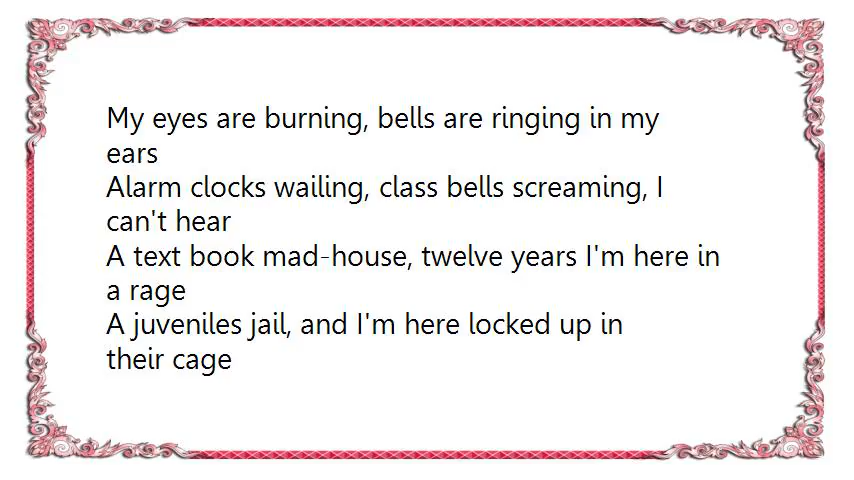 My eyes are burning, bells are ringing in my
ears
Alarm clocks wailing, class bells screaming, I
can't hear
A text book mad-house, twelve years I'm here in
a rage
A juveniles jail, and I'm here locked up in
their cage